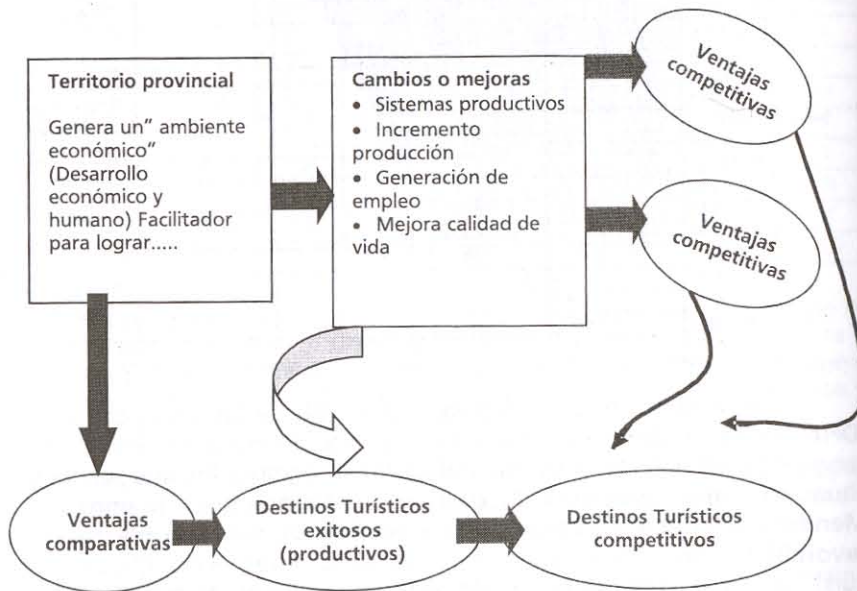 Territorio provincial
Genera un” ambiente
económico“
(Desarrollo
económico y
humano) Facilitador
para lograr.....
Cambios o mejoras
• Sistemas productivos
• Incremento
producción
• Generación de
empleo
• Mejora calidad de
vida
Ventajas
competitivas
Ventajas
competitivas
Ventajas
comparativas
Destinos Turísticos
exitosos
(productivos)
Destinos Turísticos
competitivos